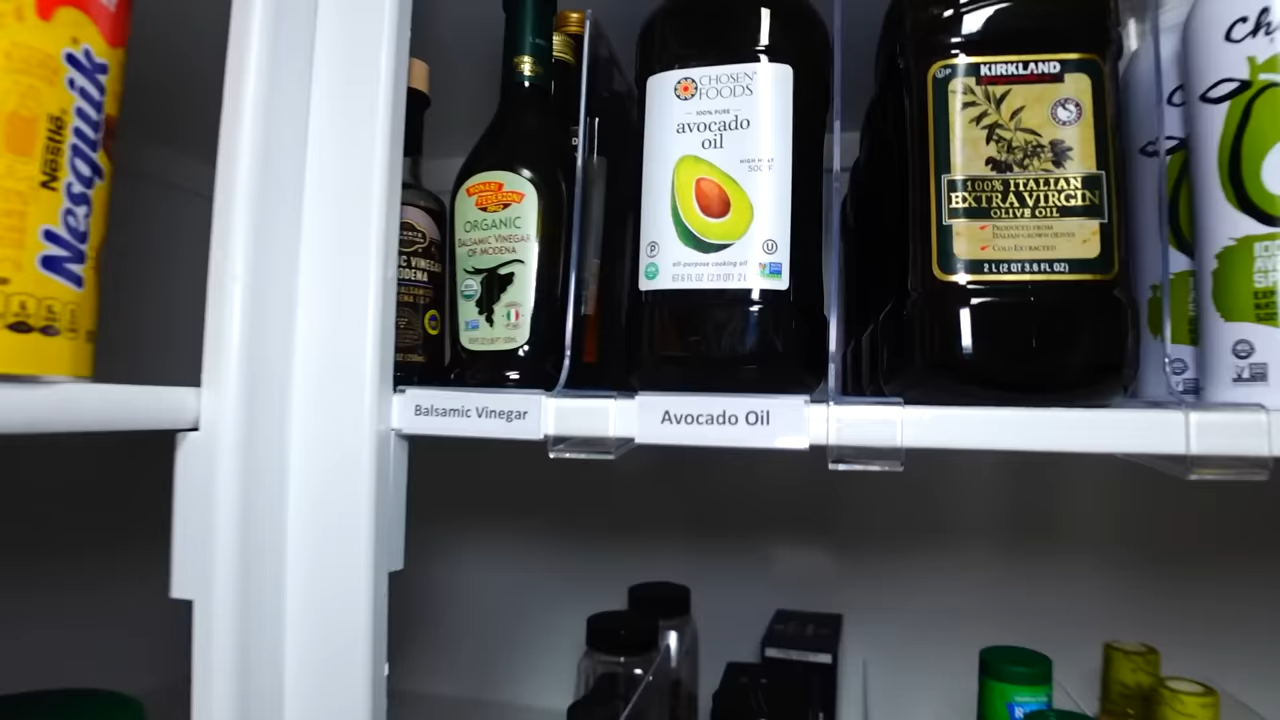 Nestlé
Nesquik
MONARI
FEDERZONI
1912
ORGANIC
BALSAMIC VINEGAR
OF MODENA
CHOSEN
FOODS
100% PURE
avocado
oil
HIGH HEAT
all-purpose cooking oil
67.6 FL OZ (2.11 QT) 2 L
KIRKLAND
100% ITALIAN
EXTRA VIRGIN
OLIVE OIL
PRODUCED FROM
ITALIAN-GROWN OLIVES
COLD EXTRACTED
2 L (2 QT 3.6 FL OZ)
Ch
Balsamic Vinegar
Avocado Oil